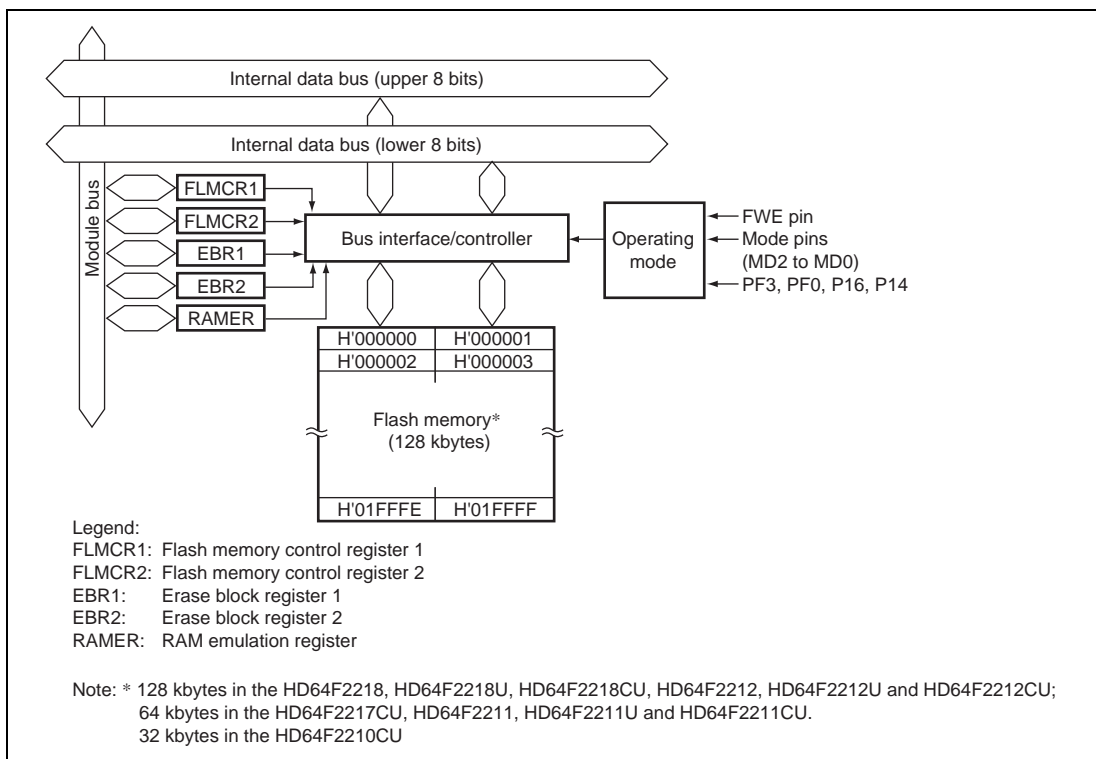 Internal data bus (upper 8 bits)
Internal data bus (lower 8 bits)
Module bus
FLMCR1
FLMCR2
EBR1
EBR2
RAMER
Bus interface/controller
Operating
mode
FWE pin
Mode pins
(MD2 to MD0)
PF3, PF0, P16, P14
H'000000 H'000001
H'000002 H'000003
Flash memory*
(128 kbytes)
H'01FFFE H'01FFFF
Legend:
FLMCR1: Flash memory control register 1
FLMCR2: Flash memory control register 2
EBR1: Erase block register 1
EBR2: Erase block register 2
RAMER: RAM emulation register
Note: * 128 kbytes in the HD64F2218, HD64F2218U, HD64F2218CU, HD64F2212, HD64F2212U and HD64F2212CU;
64 kbytes in the HD64F2217CU, HD64F2211, HD64F2211U and HD64F2211CU.
32 kbytes in the HD64F2210CU